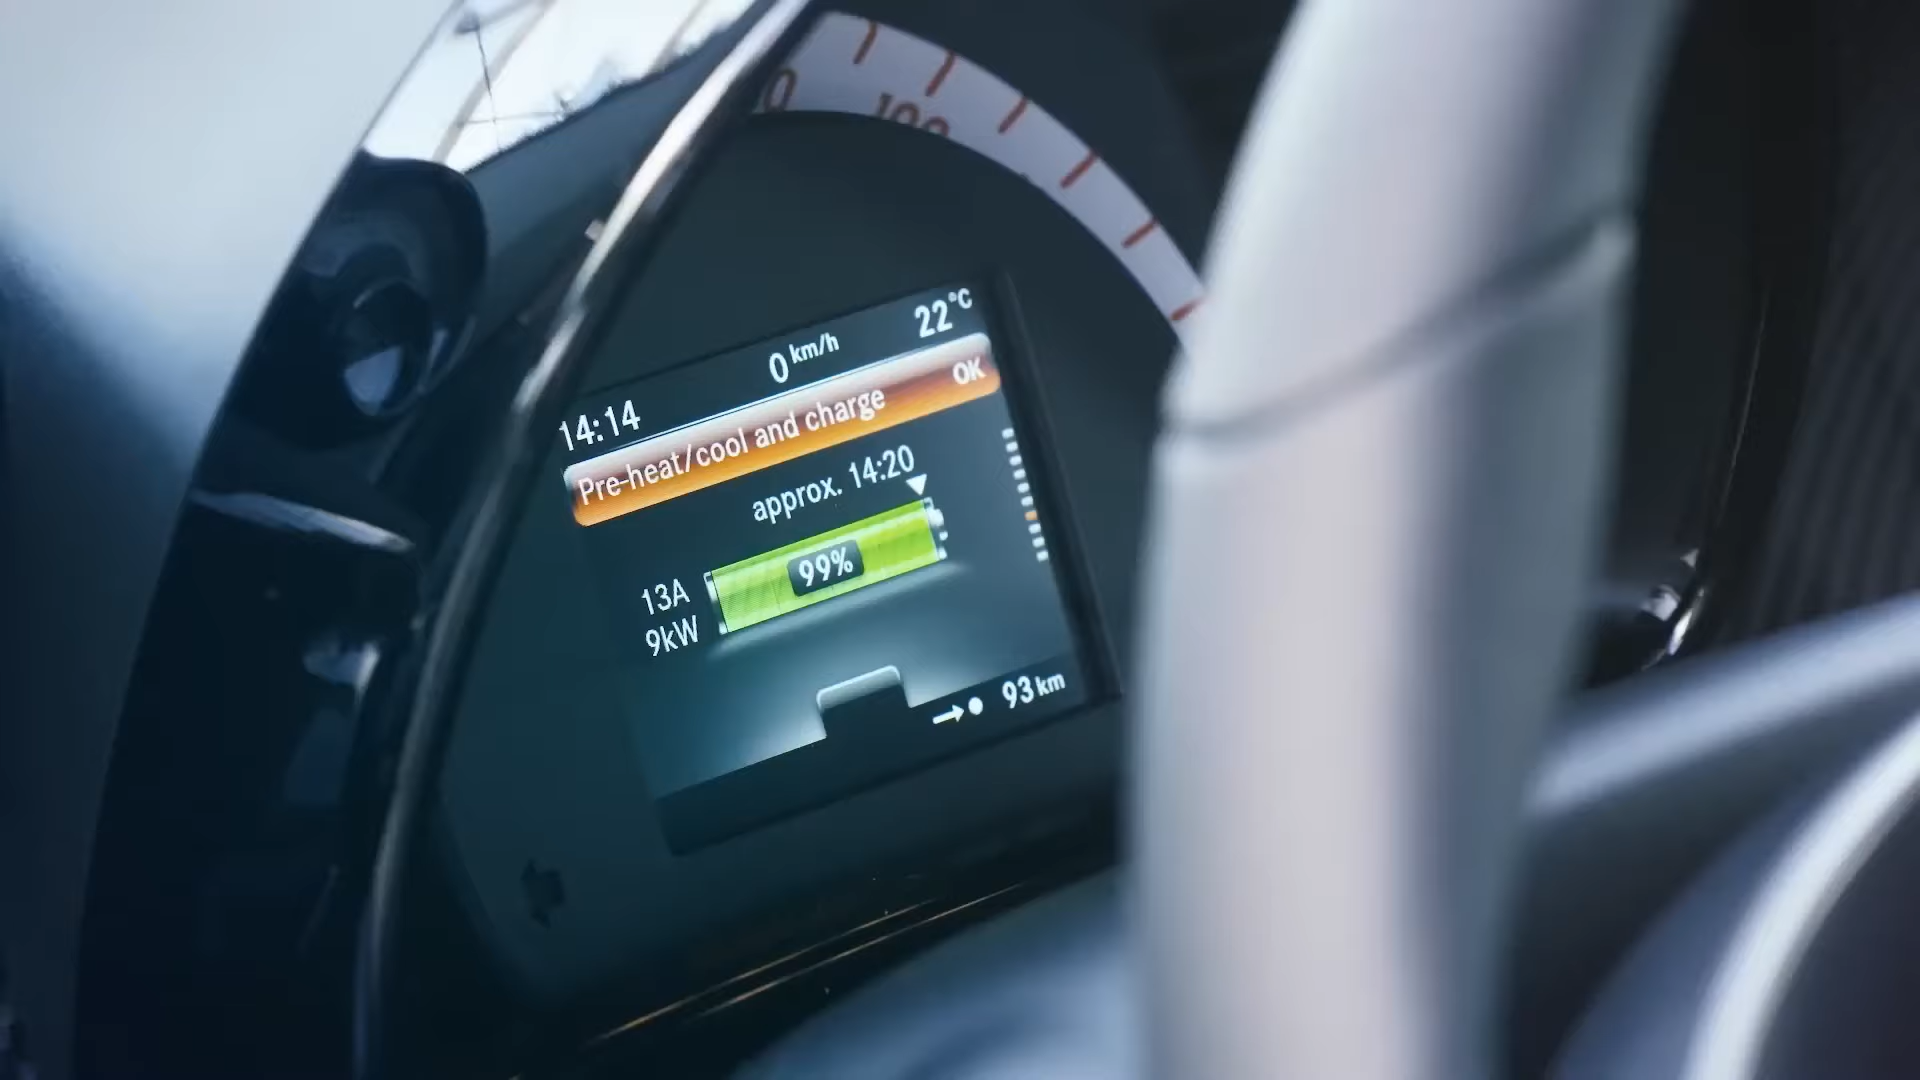 100
14:14 0 km/h 22°C
Pre-heat/cool and charge OK
approx. 14:20
99%
13A
9kW
93 km